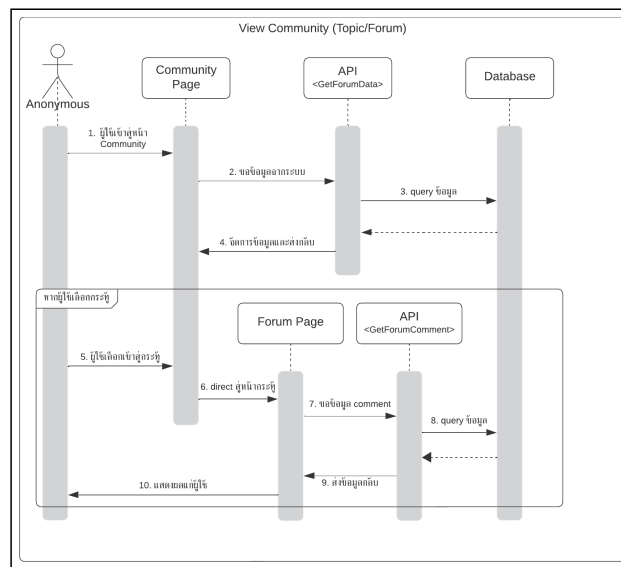 View Community (Topic/Forum)
Anonymous
Community
Page
API
<GetForumData>
Database
1. ผู้ใช้เข้าสู่หน้า
Community
2. ขอข้อมูลจากระบบ
3. query ข้อมูล
4. จัดการข้อมูลและส่งกลับ
หากผู้ใช้เลือกกระทู้
Forum Page
API
<GetForumComment>
5. ผู้ใช้เลือกเข้าสู่กระทู้
6. direct สู่หน้ากระทู้
7. ขอข้อมูล comment
8. query ข้อมูล
9. ส่งข้อมูลกลับ
10. แสดงผลแก่ผู้ใช้